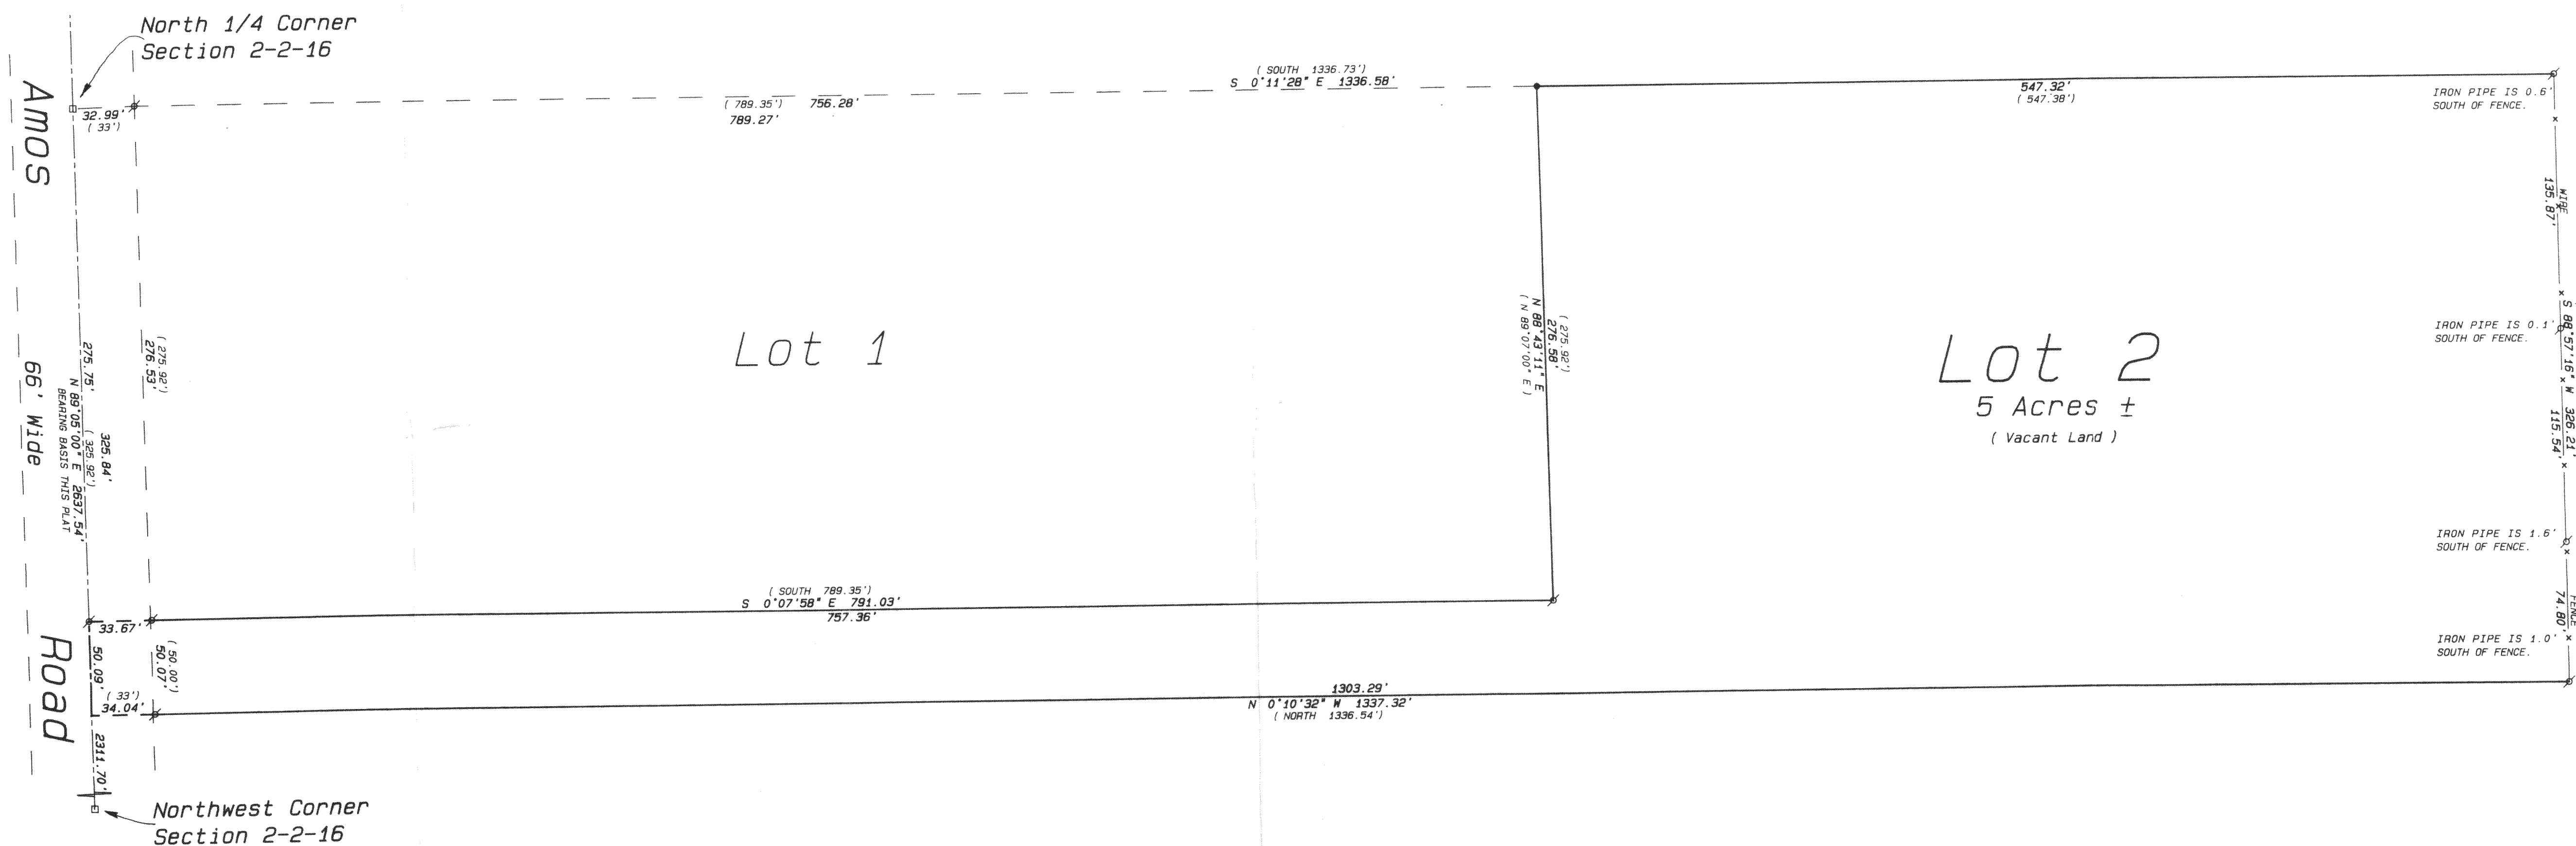 North 1/4 Corner
Section 2-2-16
Amos
66' Wide
Road
32.99'
( 33')
( 789.35') 756.28'
789.27'
( SOUTH 1336.73')
S 0°11'28" E 1336.58'
547.32'
( 547.38')
IRON PIPE IS 0.6'
SOUTH OF FENCE.
WIRE
135.87'
275.75'
( 275.92')
276.53'
325.84'
( 325.92')
N 89°05'00" E 2637.54'
BEARING BASIS THIS PLAT
Lot 1
( 275.92')
276.58'
N 88°43'11" E
( N 89°07'00" E )
Lot 2
5 Acres ±
( Vacant Land )
IRON PIPE IS 0.1'
SOUTH OF FENCE.
S 88°57'16" W 326.21'
115.54'
IRON PIPE IS 1.6'
SOUTH OF FENCE.
FENCE
74.80'
IRON PIPE IS 1.0'
SOUTH OF FENCE.
( SOUTH 789.35')
S 0°07'58" E 791.03'
757.36'
33.67'
50.09'
( 50.00')
50.07'
( 33')
34.04'
1303.29'
N 0°10'32" W 1337.32'
( NORTH 1336.54')
2311.70'
Northwest Corner
Section 2-2-16